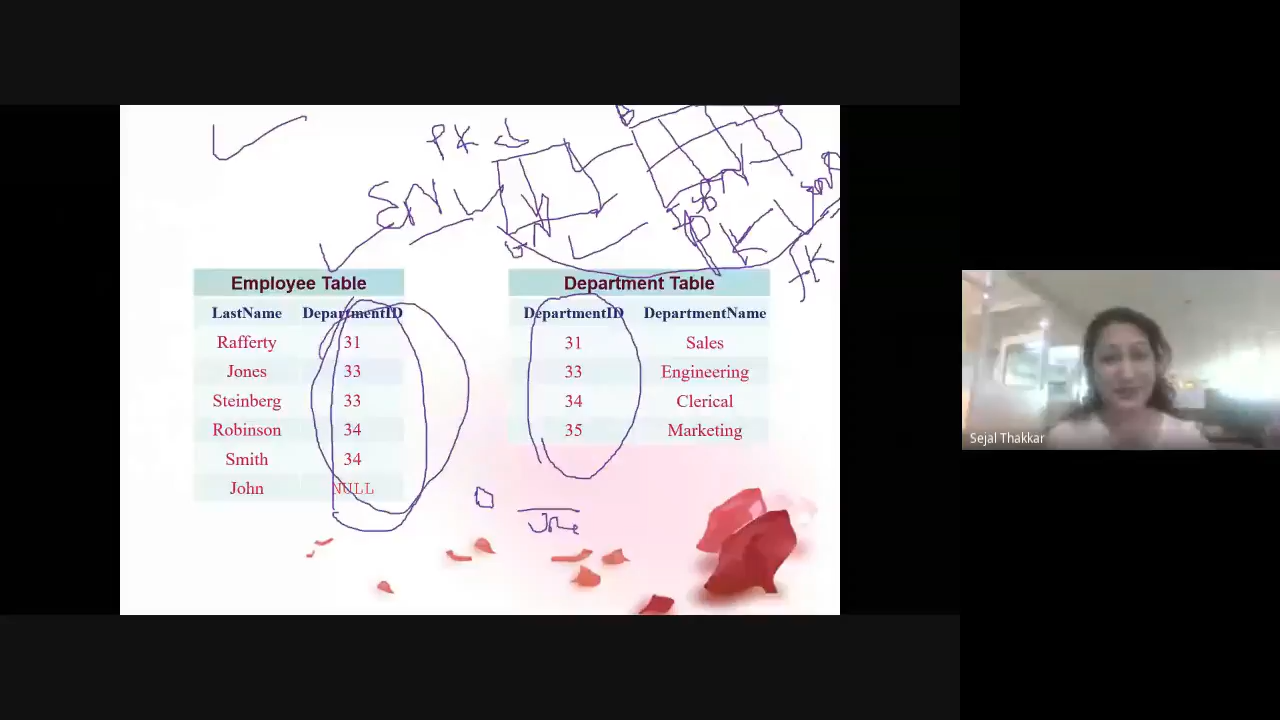 PK
Employee Table
LastName DepartmentID
Rafferty 31
Jones 33
Steinberg 33
Robinson 34
Smith 34
John NULL
Department Table
DepartmentID DepartmentName
31 Sales
33 Engineering
34 Clerical
35 Marketing
fK
Sejal Thakkar